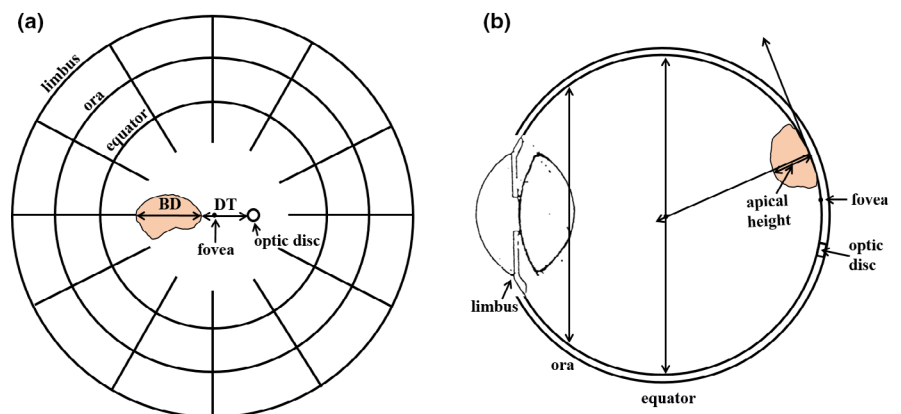 (a)
limbus
ora
equator
BD
DT
fovea
optic disc
(b)
apical
height
fovea
optic
disc
limbus
ora
equator